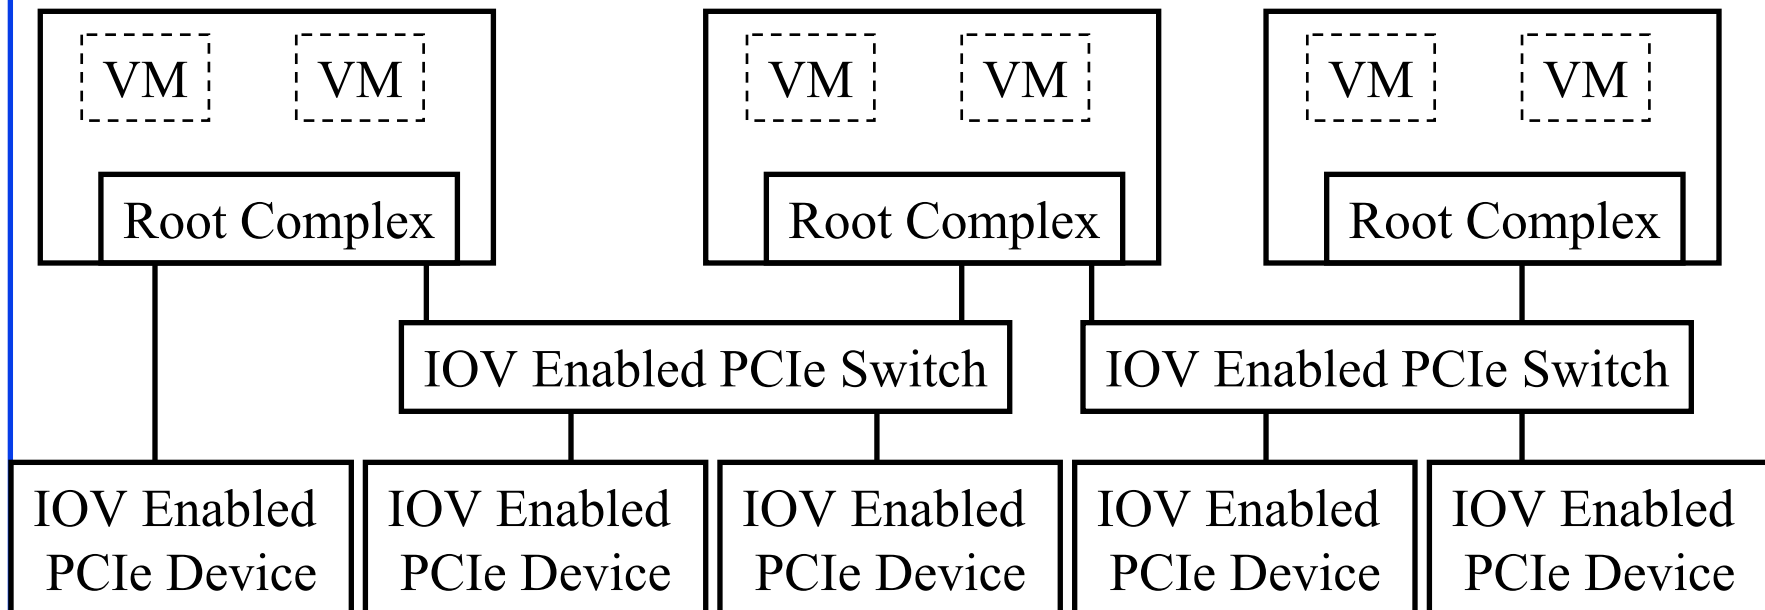 VM VM VM VM VM VM
Root Complex Root Complex Root Complex
IOV Enabled PCIe Switch IOV Enabled PCIe Switch
IOV Enabled IOV Enabled IOV Enabled IOV Enabled IOV Enabled
PCIe Device PCIe Device PCIe Device PCIe Device PCIe Device